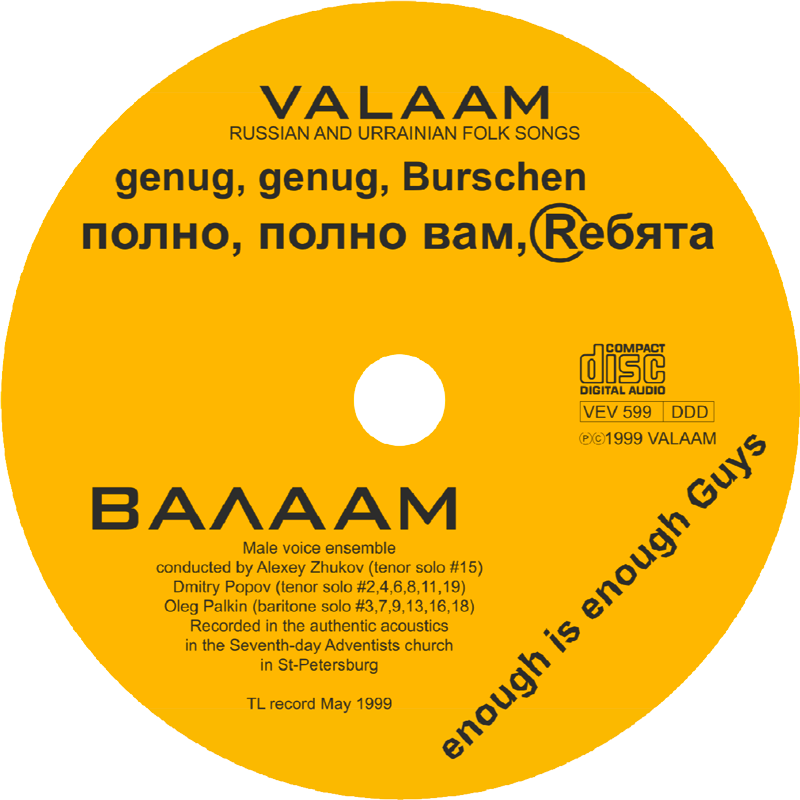 VALAAM
RUSSIAN AND URRAINIAN FOLK SONGS
genug, genug, Burschen
полно, полно вам, Rебята
COMPACT
disc
DIGITAL AUDIO
VEV 599 DDD
℗©1999 VALAAM
ВАЛААМ
Male voice ensemble
conducted by Alexey Zhukov (tenor solo #15)
Dmitry Popov (tenor solo #2,4,6,8,11,19)
Oleg Palkin (baritone solo #3,7,9,13,16,18)
Recorded in the authentic acoustics
in the Seventh-day Adventists church
in St-Petersburg
TL record May 1999
enough is enough Guys